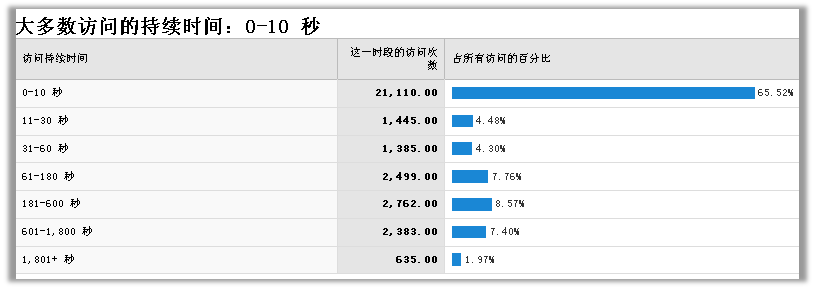 大多数访问的持续时间：0-10 秒
访问持续时间 这一时段的访问次
数 占所有访问的百分比
0-10 秒 21,110.00 65.52%
11-30 秒 1,445.00 4.48%
31-60 秒 1,385.00 4.30%
61-180 秒 2,499.00 7.76%
181-600 秒 2,762.00 8.57%
601-1,800 秒 2,383.00 7.40%
1,801+ 秒 635.00 1.97%